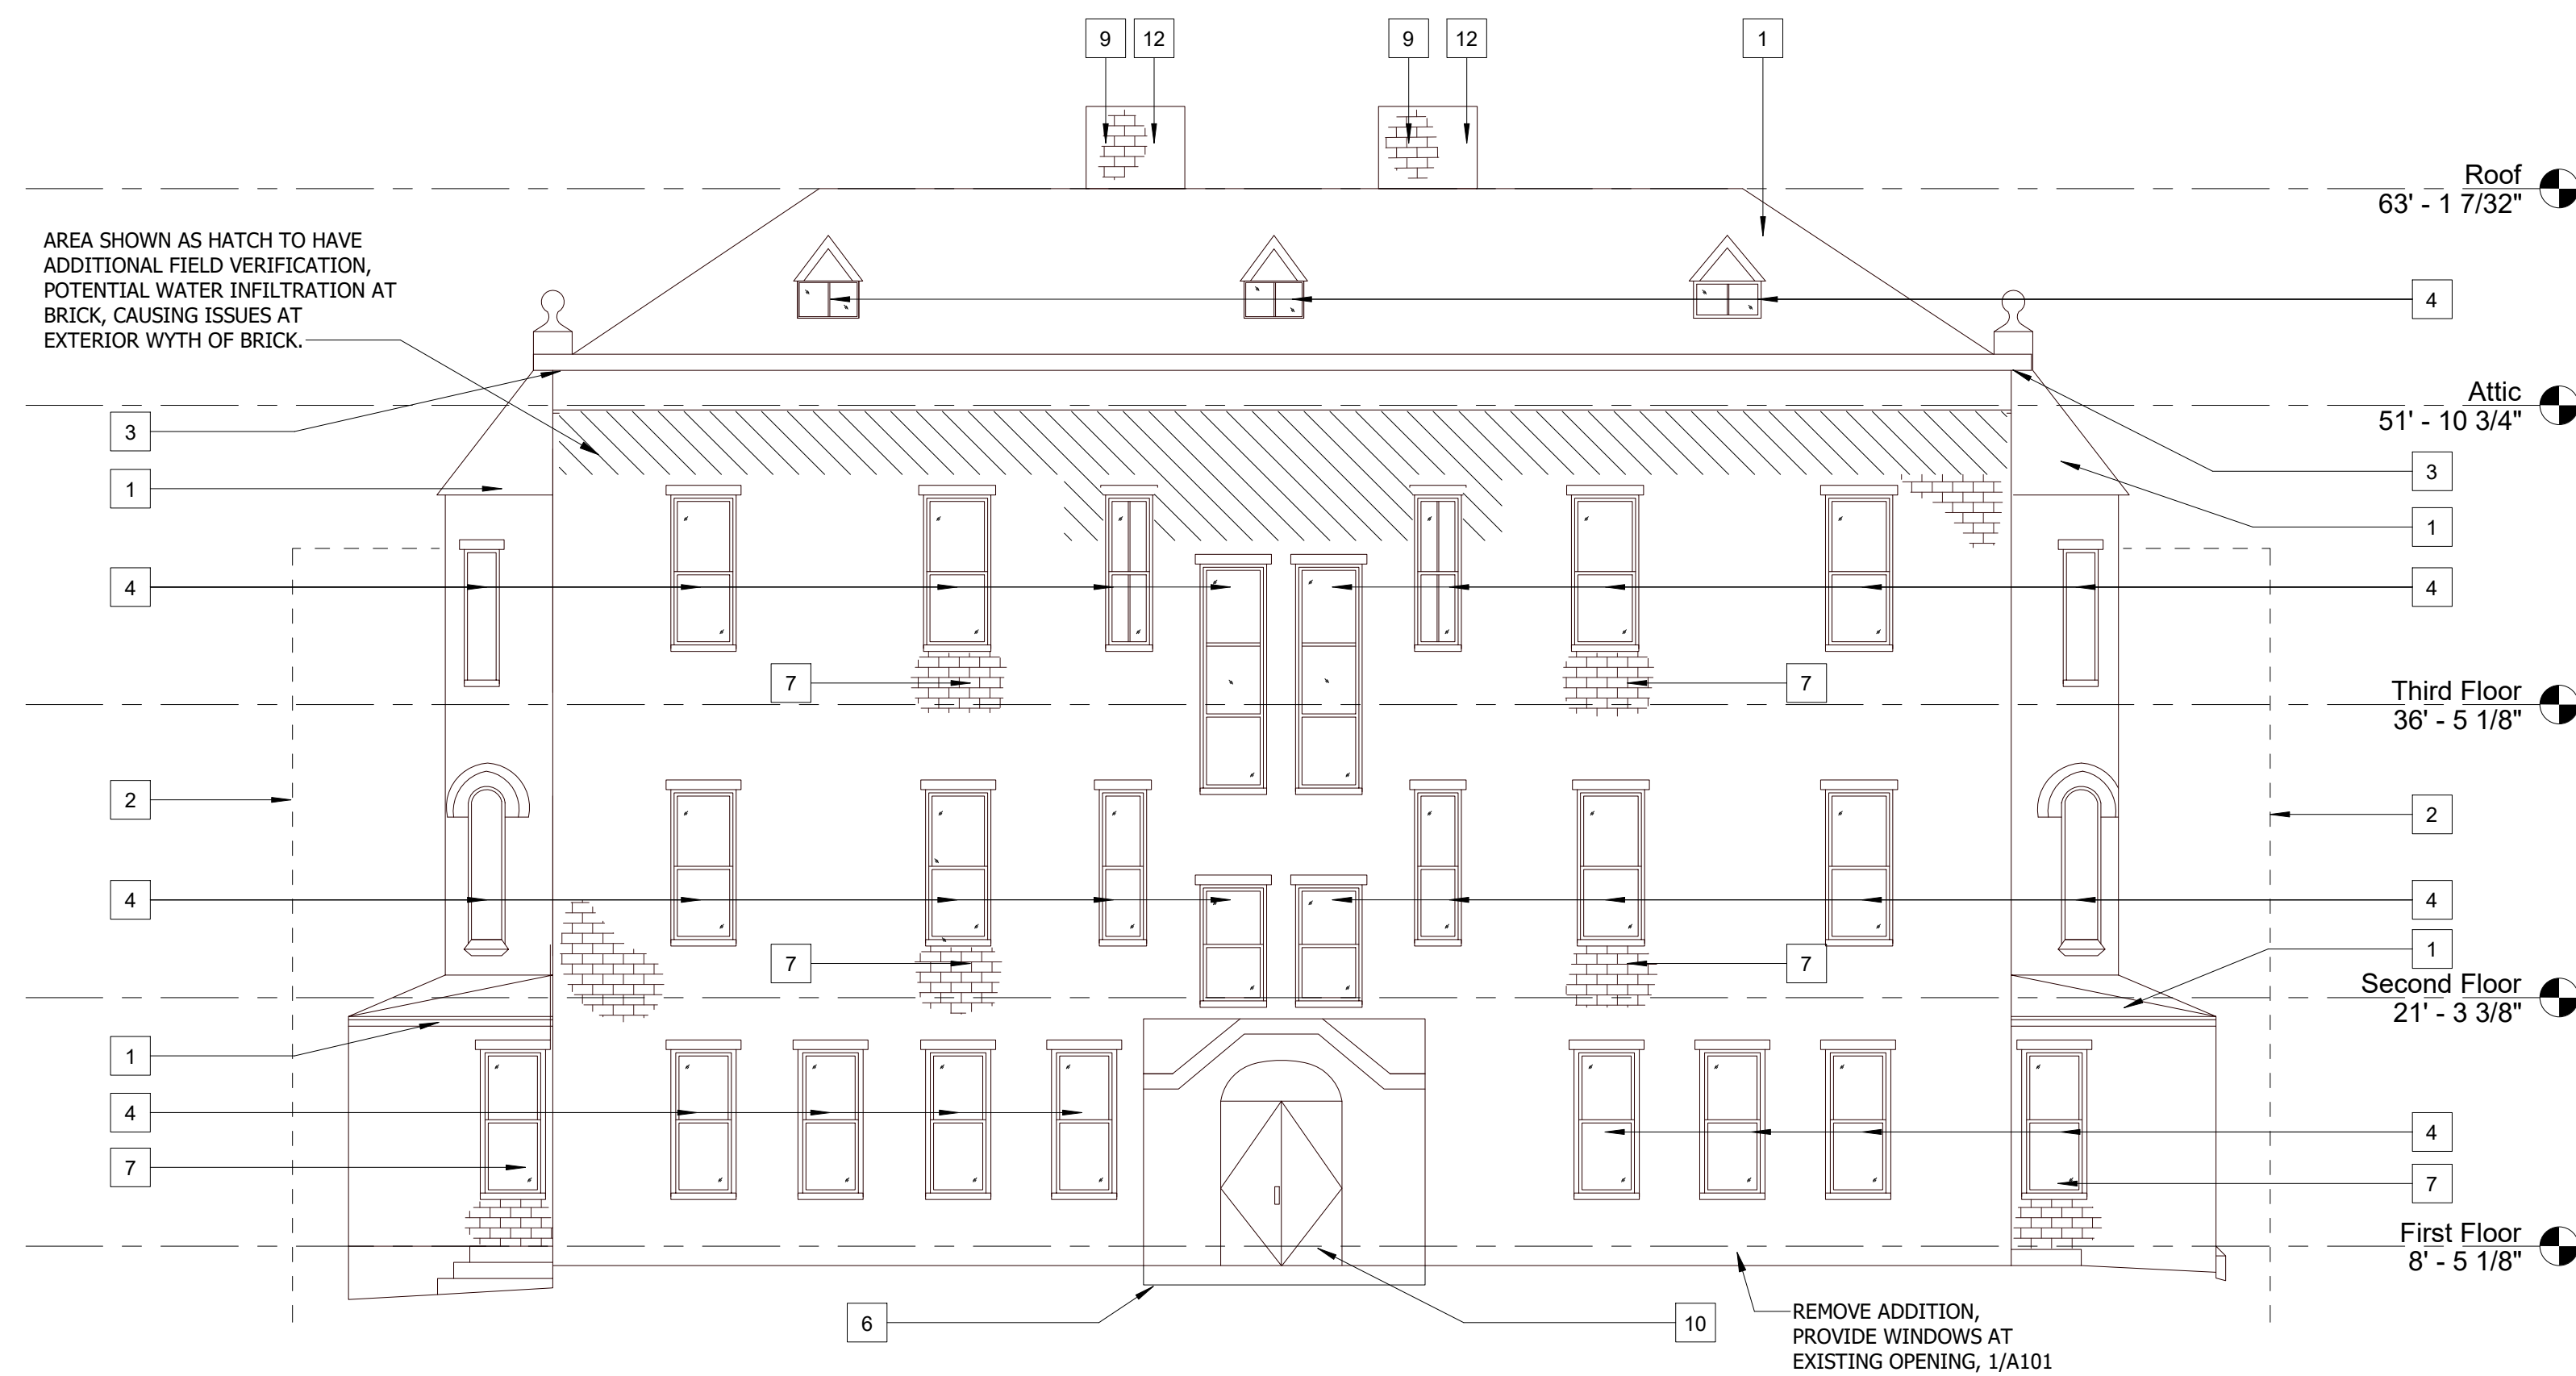 9 12 9 12 1
Roof
63' - 1 7/32"
AREA SHOWN AS HATCH TO HAVE
ADDITIONAL FIELD VERIFICATION,
POTENTIAL WATER INFILTRATION AT
BRICK, CAUSING ISSUES AT
EXTERIOR WYTH OF BRICK.
4
Attic
51' - 10 3/4"
3
3
1
1
4 4
7 7
Third Floor
36' - 5 1/8"
2
2
4 4
1
7 7
Second Floor
21' - 3 3/8"
1
4
4
7
7
First Floor
8' - 5 1/8"
6 10
REMOVE ADDITION,
PROVIDE WINDOWS AT
EXISTING OPENING, 1/A101